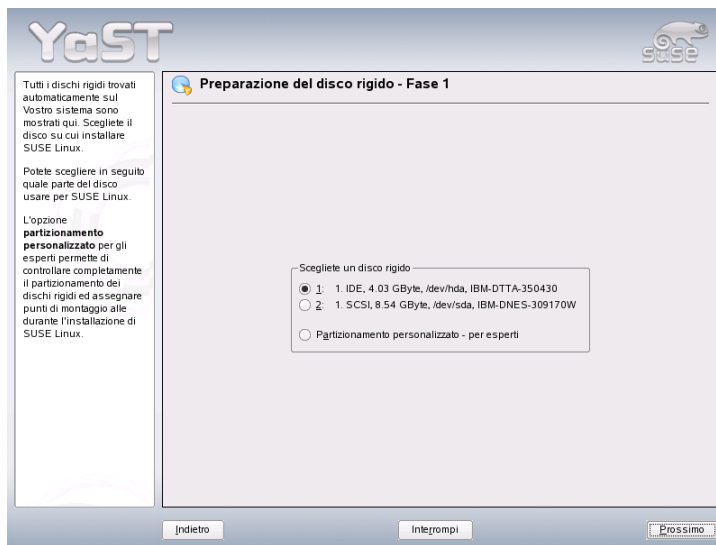 YaST
SUSE
Tutti i dischi rigidi trovati
automaticamente sul
Vostro sistema sono
mostrati qui. Scegliete il
disco su cui installare
SUSE Linux.
Potete scegliere in seguito
quale parte del disco
usare per SUSE Linux.
L'opzione
partizionamento
personalizzato per gli
esperti permette di
controllare completamente
il partizionamento dei
dischi rigidi ed assegnare
punti di montaggio alle
durante l'installazione di
SUSE Linux.
Preparazione del disco rigido - Fase 1
Scegliete un disco rigido
1: 1. IDE, 4.03 GByte, /dev/hda, IBM-DTTA-350430
2: 1. SCSI, 8.54 GByte, /dev/sda, IBM-DNES-309170W
Partizionamento personalizzato - per esperti
Indietro
Interrompi
Prossimo